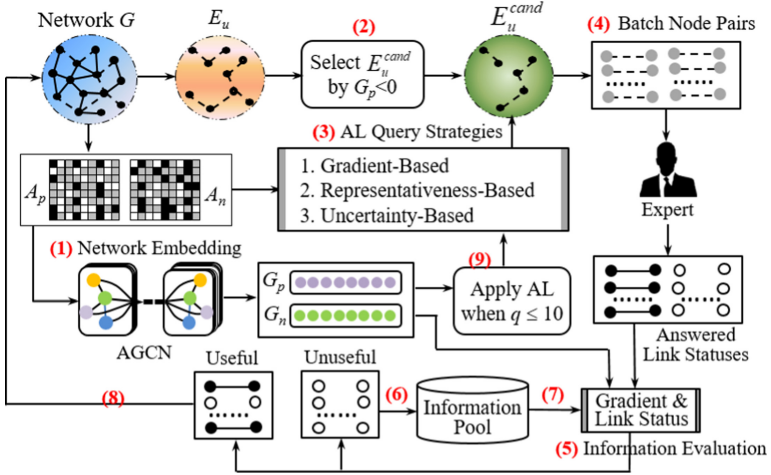 Network G
E_u
(2)
E_u^cand
(4) Batch Node Pairs
Select E_u^cand
by G_p<0
(3) AL Query Strategies
1. Gradient-Based
2. Representativeness-Based
3. Uncertainty-Based
A_p
A_n
Expert
(1) Network Embedding
AGCN
G_p
G_n
(9)
Apply AL
when q ≤ 10
Answered
Link Statuses
Useful
Unuseful
(8)
(6)
Information
Pool
(7)
Gradient &
Link Status
(5) Information Evaluation